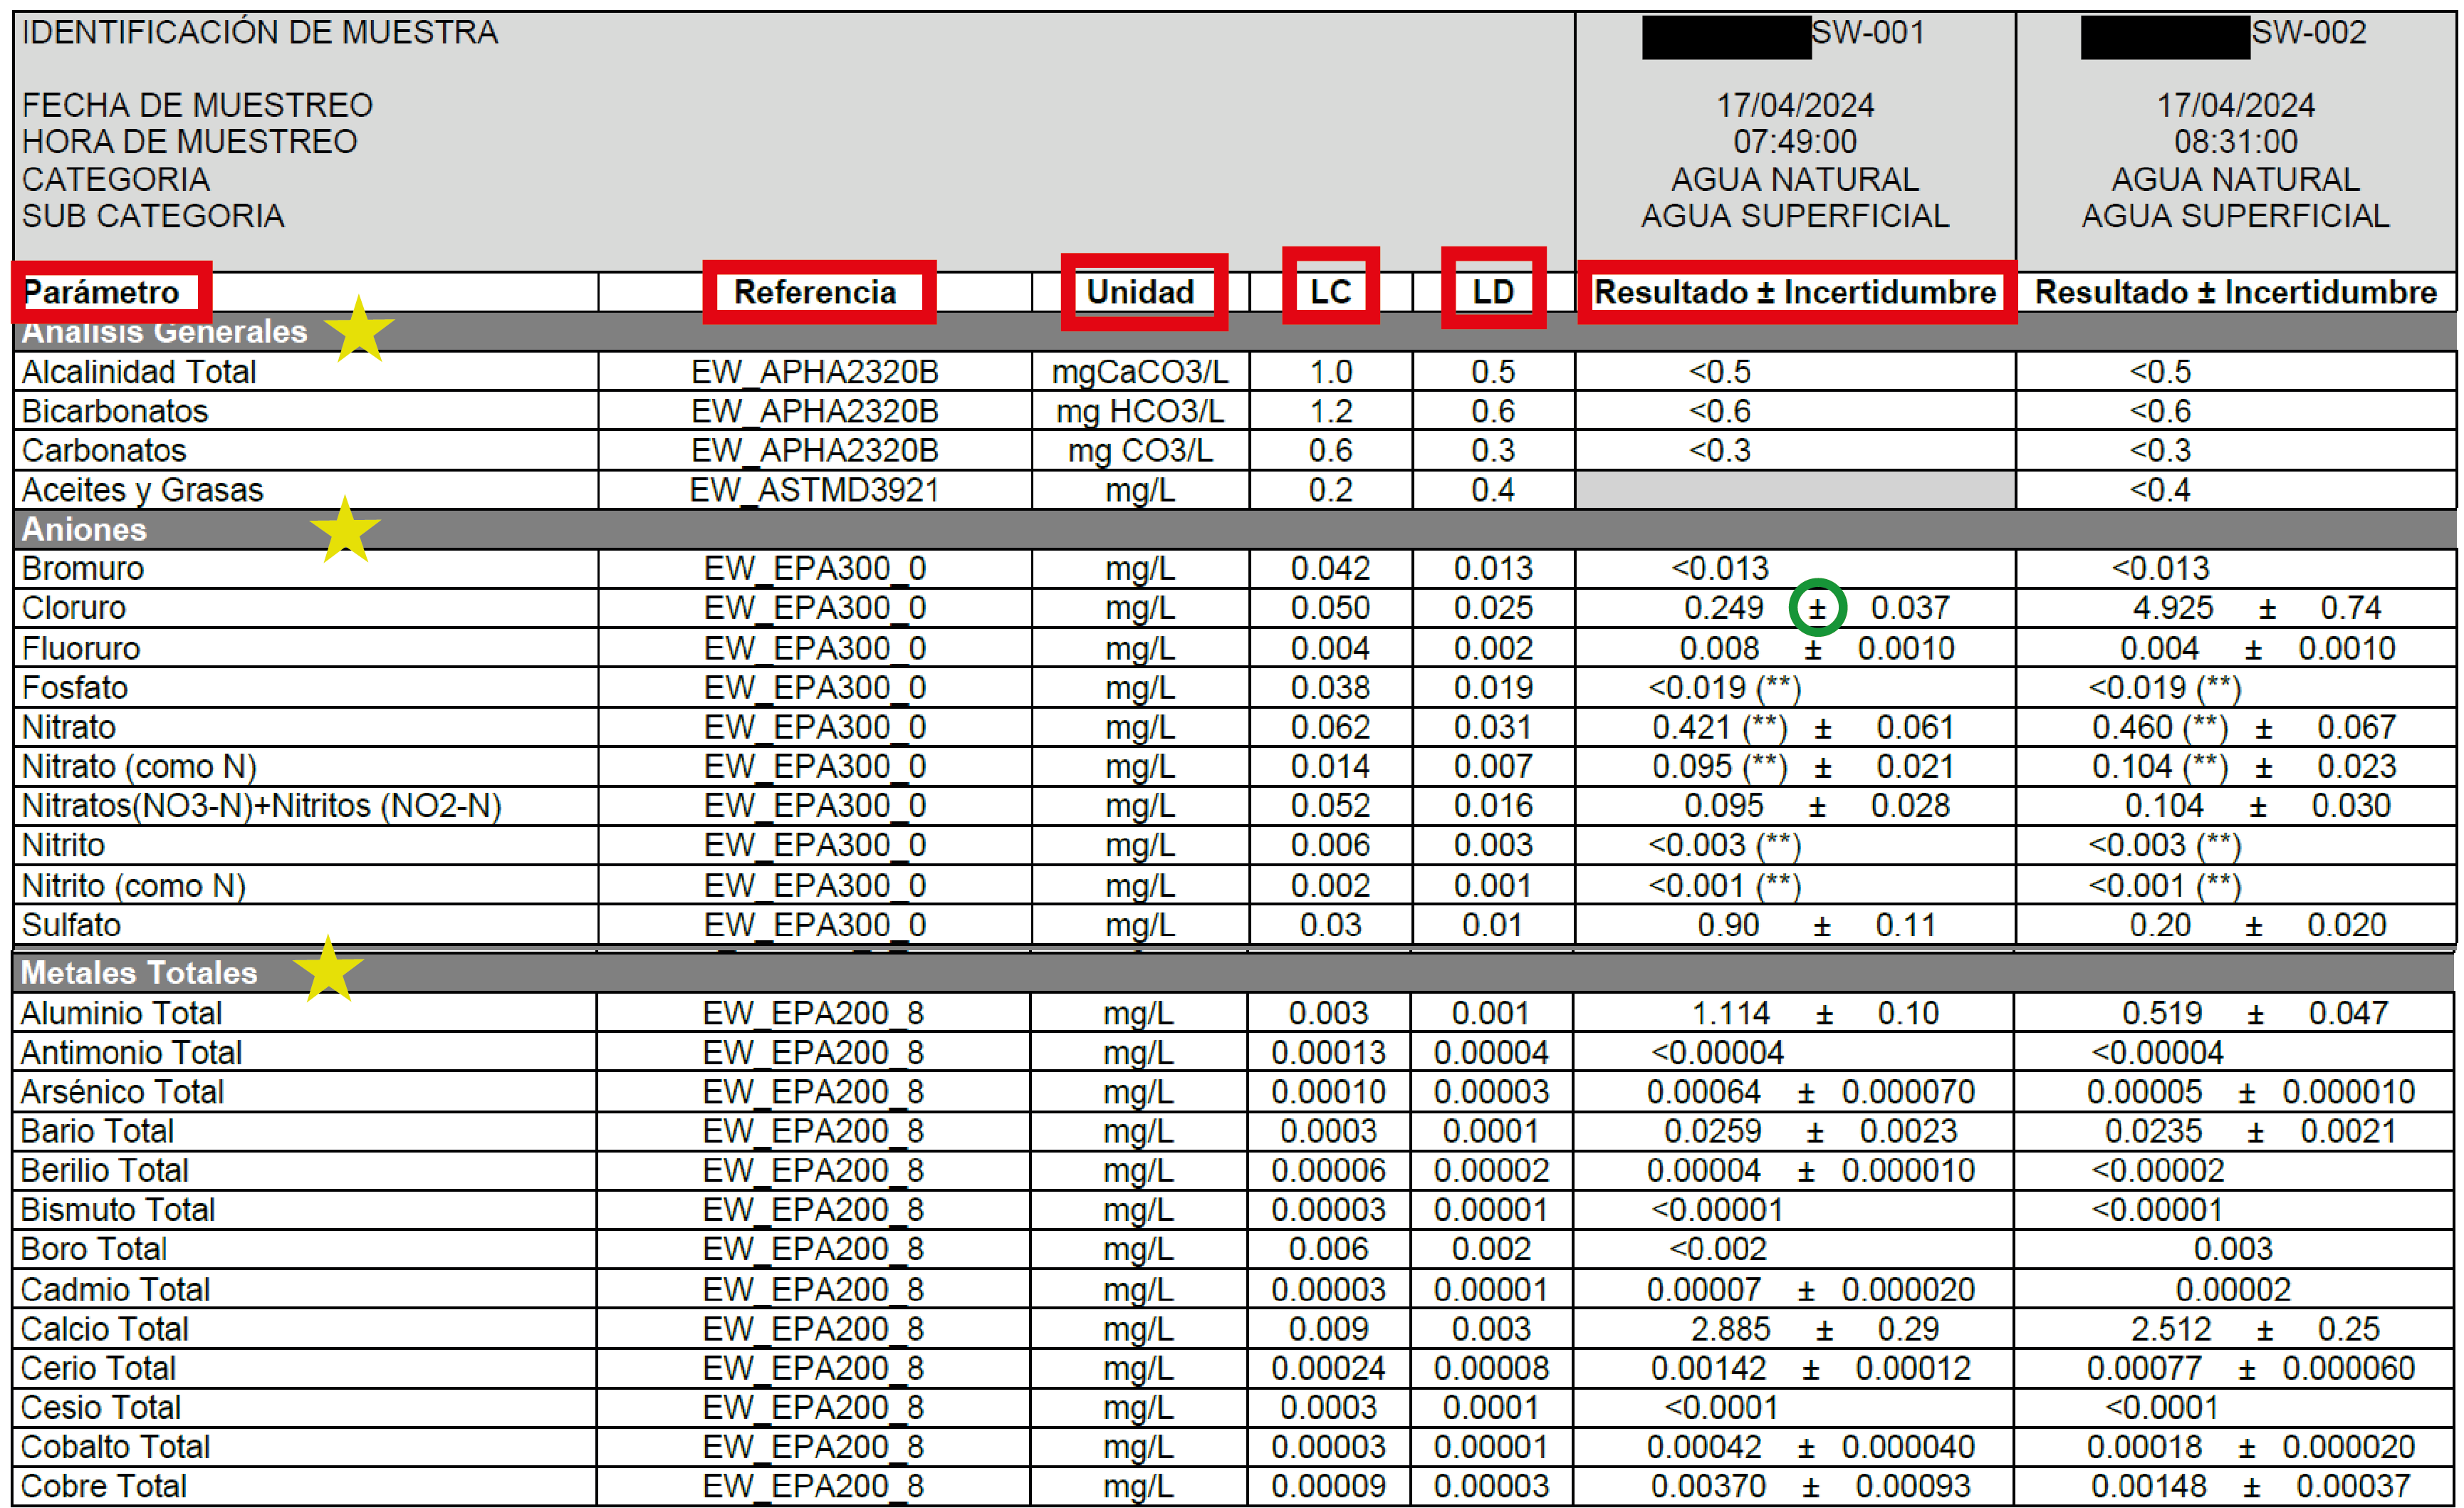 IDENTIFICACIÓN DE MUESTRA SW-001 SW-002
FECHA DE MUESTREO 17/04/2024 17/04/2024
HORA DE MUESTREO 07:49:00 08:31:00
CATEGORIA AGUA NATURAL AGUA NATURAL
SUB CATEGORIA AGUA SUPERFICIAL AGUA SUPERFICIAL
Parámetro Referencia Unidad LC LD Resultado ± Incertidumbre Resultado ± Incertidumbre
Análisis Generales
Alcalinidad Total EW_APHA2320B mgCaCO3/L 1.0 0.5 <0.5 <0.5
Bicarbonatos EW_APHA2320B mg HCO3/L 1.2 0.6 <0.6 <0.6
Carbonatos EW_APHA2320B mg CO3/L 0.6 0.3 <0.3 <0.3
Aceites y Grasas EW_ASTMD3921 mg/L 0.2 0.4 <0.4
Aniones
Bromuro EW_EPA300_0 mg/L 0.042 0.013 <0.013 <0.013
Cloruro EW_EPA300_0 mg/L 0.050 0.025 0.249 ± 0.037 4.925 ± 0.74
Fluoruro EW_EPA300_0 mg/L 0.004 0.002 0.008 ± 0.0010 0.004 ± 0.0010
Fosfato EW_EPA300_0 mg/L 0.038 0.019 <0.019 (**) <0.019 (**)
Nitrato EW_EPA300_0 mg/L 0.062 0.031 0.421 (**) ± 0.061 0.460 (**) ± 0.067
Nitrato (como N) EW_EPA300_0 mg/L 0.014 0.007 0.095 (**) ± 0.021 0.104 (**) ± 0.023
Nitratos(NO3-N)+Nitritos (NO2-N) EW_EPA300_0 mg/L 0.052 0.016 0.095 ± 0.028 0.104 ± 0.030
Nitrito EW_EPA300_0 mg/L 0.006 0.003 <0.003 (**) <0.003 (**)
Nitrito (como N) EW_EPA300_0 mg/L 0.002 0.001 <0.001 (**) <0.001 (**)
Sulfato EW_EPA300_0 mg/L 0.03 0.01 0.90 ± 0.11 0.20 ± 0.020
Metales Totales
Aluminio Total EW_EPA200_8 mg/L 0.003 0.001 1.114 ± 0.10 0.519 ± 0.047
Antimonio Total EW_EPA200_8 mg/L 0.00013 0.00004 <0.00004 <0.00004
Arsénico Total EW_EPA200_8 mg/L 0.00010 0.00003 0.00064 ± 0.000070 0.00005 ± 0.000010
Bario Total EW_EPA200_8 mg/L 0.0003 0.0001 0.0259 ± 0.0023 0.0235 ± 0.0021
Berilio Total EW_EPA200_8 mg/L 0.00006 0.00002 0.00004 ± 0.000010 <0.00002
Bismuto Total EW_EPA200_8 mg/L 0.00003 0.00001 <0.00001 <0.00001
Boro Total EW_EPA200_8 mg/L 0.006 0.002 <0.002 0.003
Cadmio Total EW_EPA200_8 mg/L 0.00003 0.00001 0.00007 ± 0.000020 0.00002
Calcio Total EW_EPA200_8 mg/L 0.009 0.003 2.885 ± 0.29 2.512 ± 0.25
Cerio Total EW_EPA200_8 mg/L 0.00024 0.00008 0.00142 ± 0.00012 0.00077 ± 0.000060
Cesio Total EW_EPA200_8 mg/L 0.0003 0.0001 <0.0001 <0.0001
Cobalto Total EW_EPA200_8 mg/L 0.00003 0.00001 0.00042 ± 0.000040 0.00018 ± 0.000020
Cobre Total EW_EPA200_8 mg/L 0.00009 0.00003 0.00370 ± 0.00093 0.00148 ± 0.00037